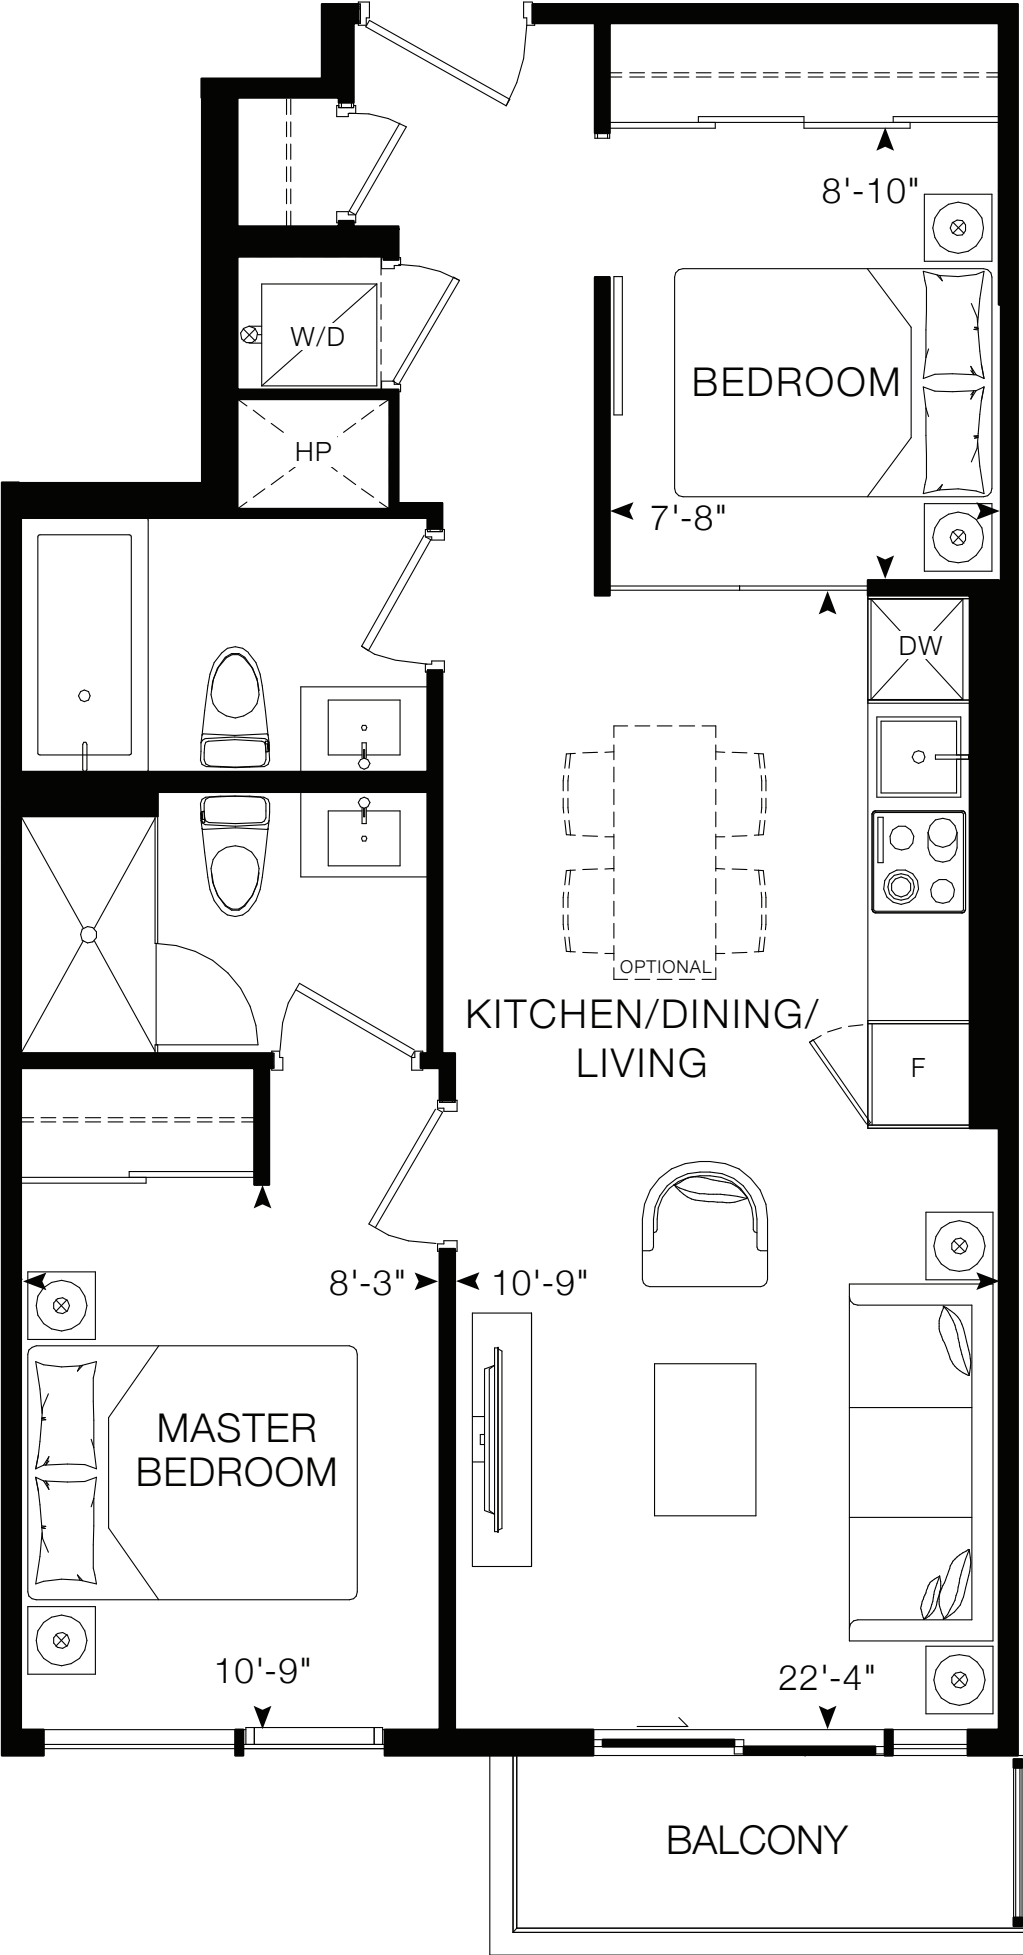 8'-10"
W/D
BEDROOM
HP
7'-8"
DW
OPTIONAL
KITCHEN/DINING/
LIVING
F
8'-3"
10'-9"
MASTER
BEDROOM
10'-9"
22'-4"
BALCONY